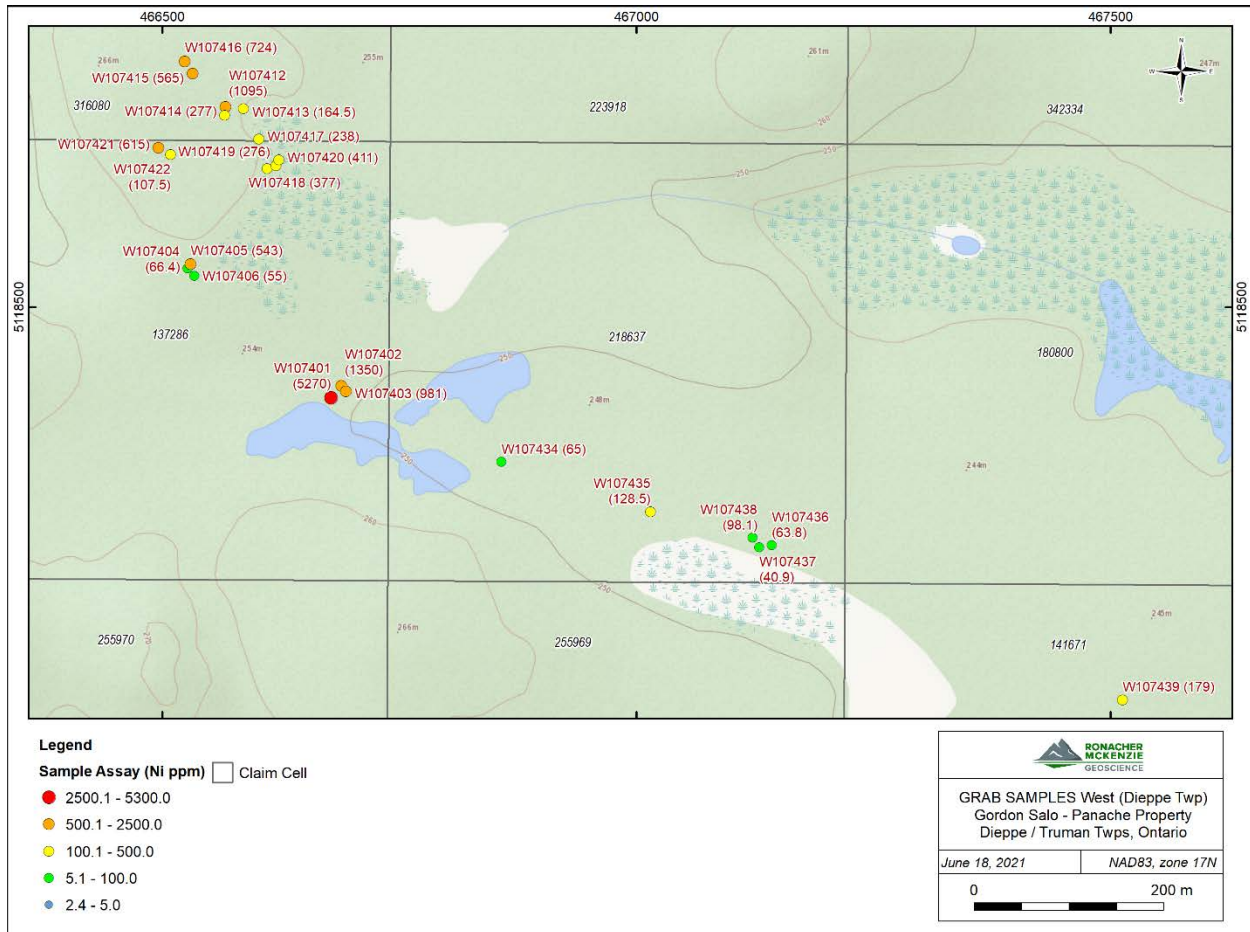 466500
467000
467500
W107416 (724)
266m
255m
261m
247m
N
W
E
S
W107415 (565)
W107412
(1095)
316080
W107414 (277)
W107413 (164.5)
223918
342334
260
W107417 (238)
W107421 (615)
W107419 (276)
W107420 (411)
250
W107422
(107.5)
W107418 (377)
250
W107404
(66.4)
W107405 (543)
W107406 (55)
5118500
5118500
137286
218637
180800
254m
W107402
(1350)
250
W107401
(5270)
W107403 (981)
248m
W107434 (65)
250
244m
W107435
(128.5)
W107438
(98.1)
W107436
(63.8)
260
W107437
(40.9)
250
245m
266m
255970
270
255969
141671
W107439 (179)
Legend
Sample Assay (Ni ppm)
Claim Cell
2500.1 - 5300.0
500.1 - 2500.0
100.1 - 500.0
5.1 - 100.0
2.4 - 5.0
RONACHER
MCKENZIE
GEOSCIENCE
GRAB SAMPLES West (Dieppe Twp)
Gordon Salo - Panache Property
Dieppe / Truman Twps, Ontario
June 18, 2021
NAD83, zone 17N
0
200 m